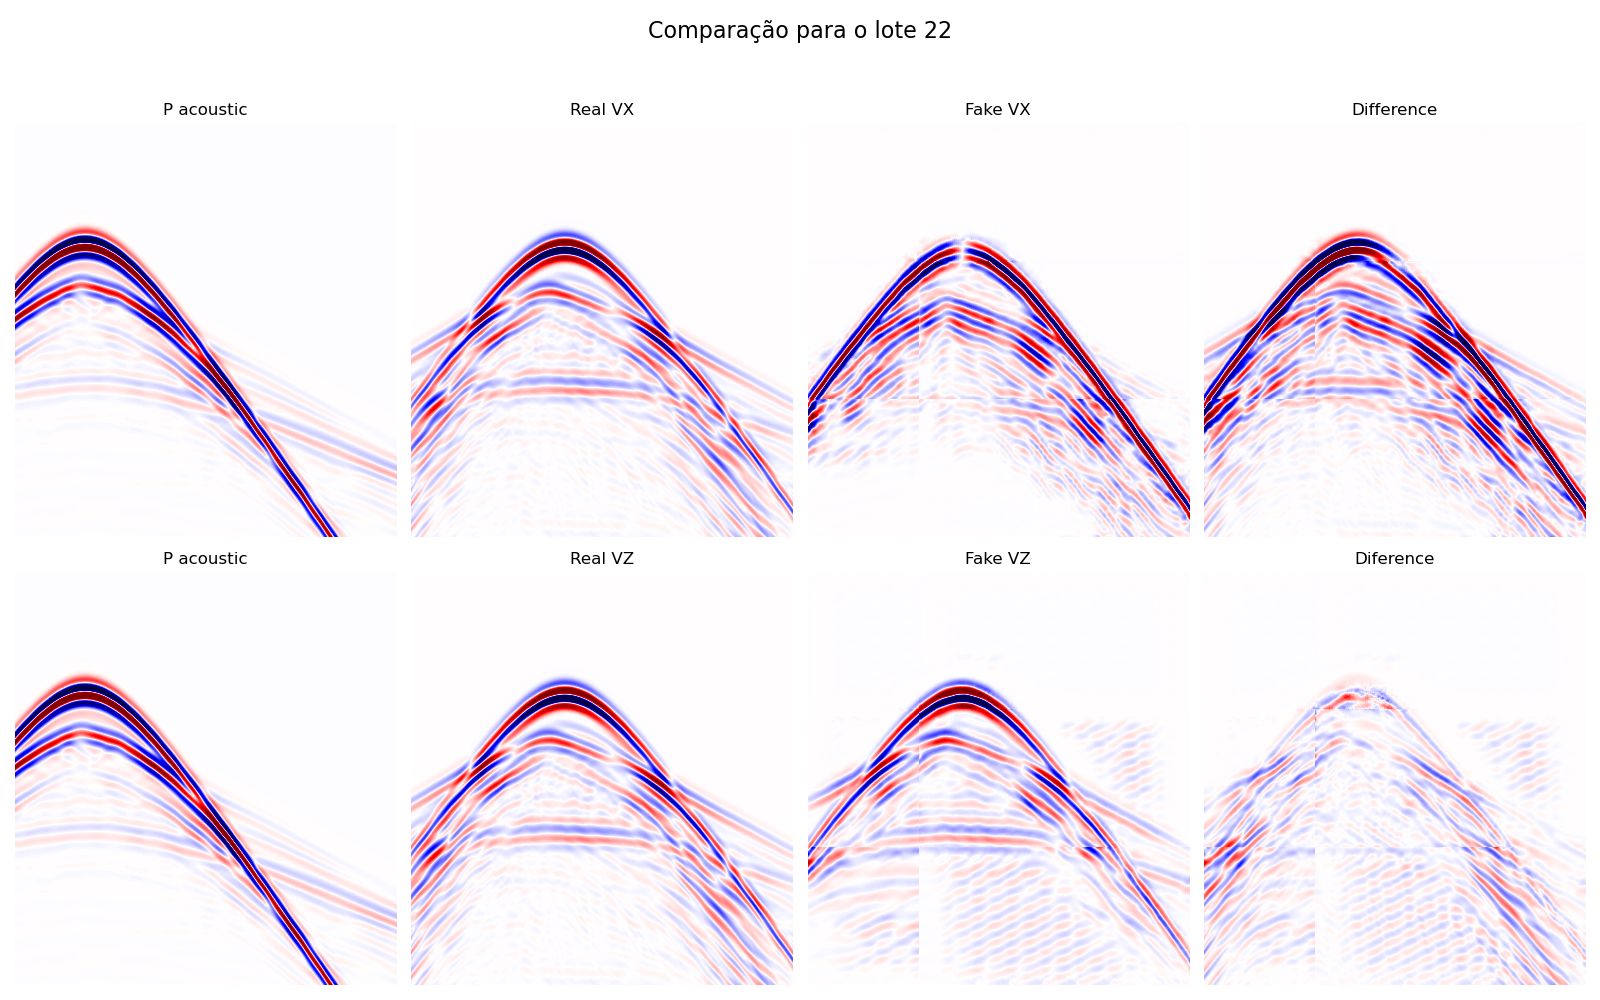 Comparação para o lote 22
P acoustic
Real VX
Fake VX
Difference
P acoustic
Real VZ
Fake VZ
Diference